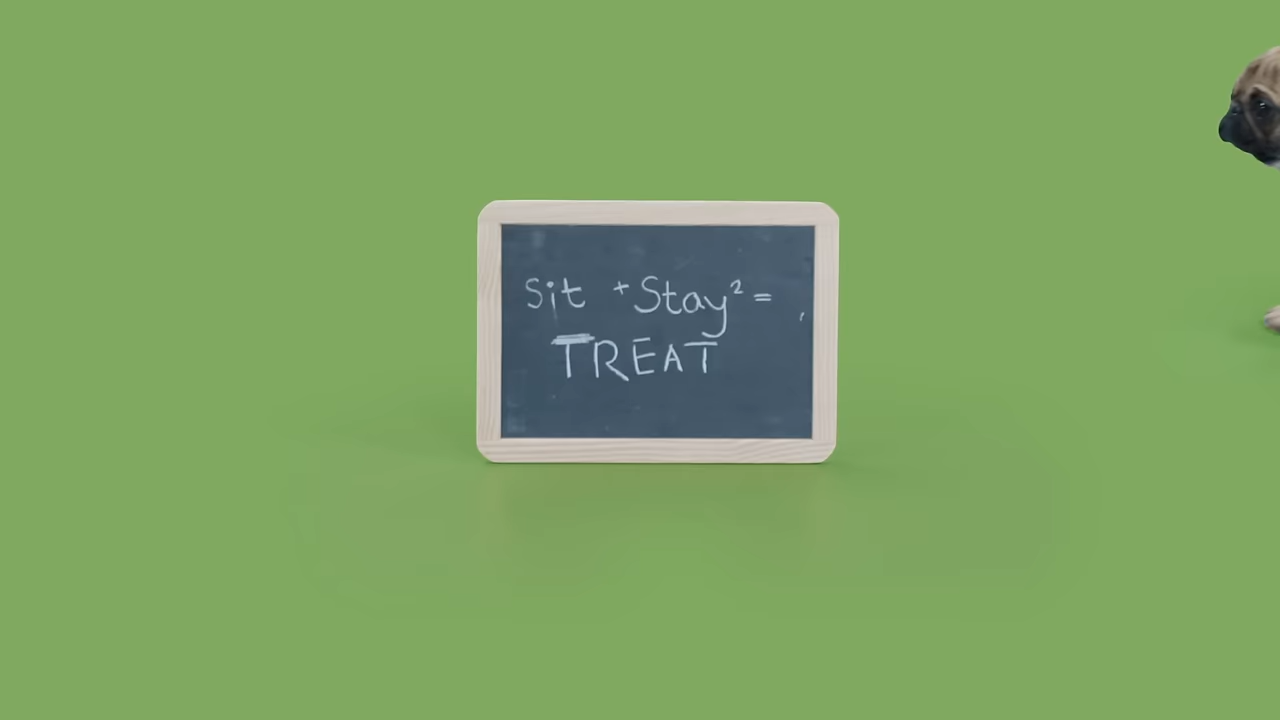 Sit + Stay² =
TREAT